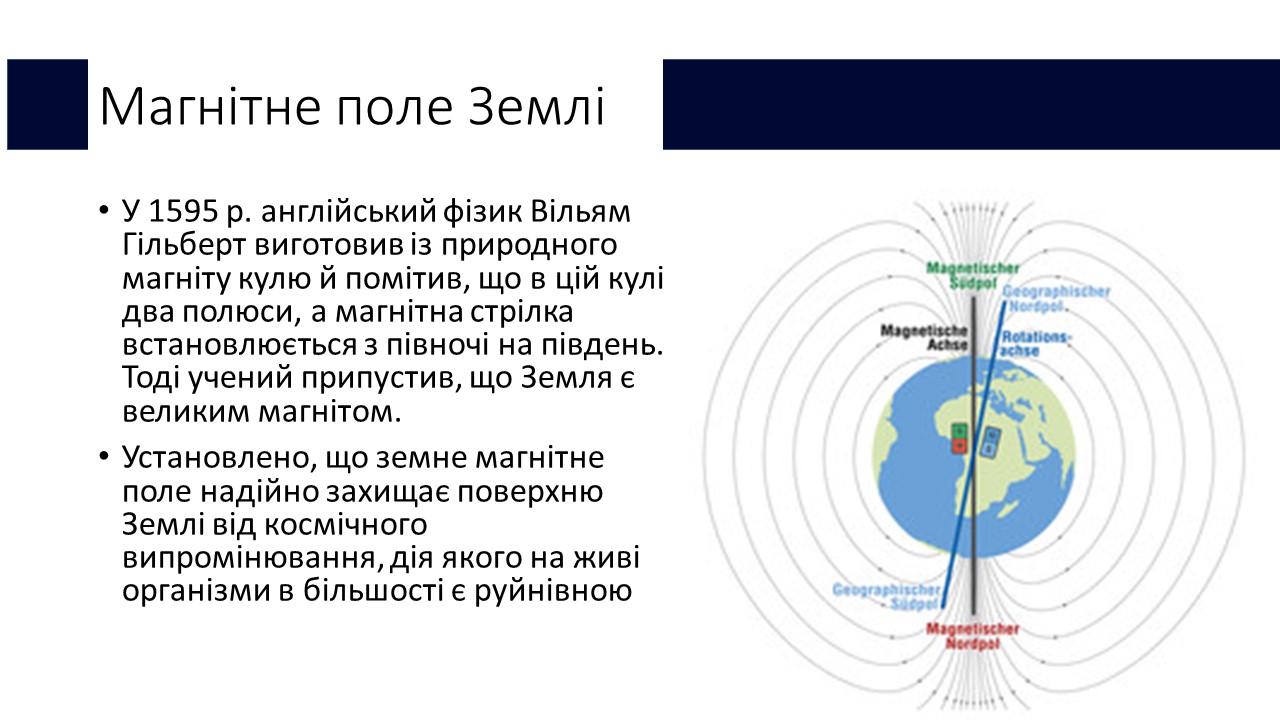 Магнітне поле Землі
• У 1595 р. англійський фізик Вільям
Гільберт виготовив із природного
магніту кулю й помітив, що в цій кулі
два полюси, а магнітна стрілка
встановлюється з півночі на південь.
Тоді учений припустив, що Земля є
великим магнітом.
• Установлено, що земне магнітне
поле надійно захищає поверхню
Землі від космічного
випромінювання, дія якого на живі
організми в більшості є руйнівною
Magnetischer
Südpol
Geographischer
Nordpol
Magnetische
Achse
Rotations-
achse
Geographischer
Südpol
Magnetischer
Nordpol